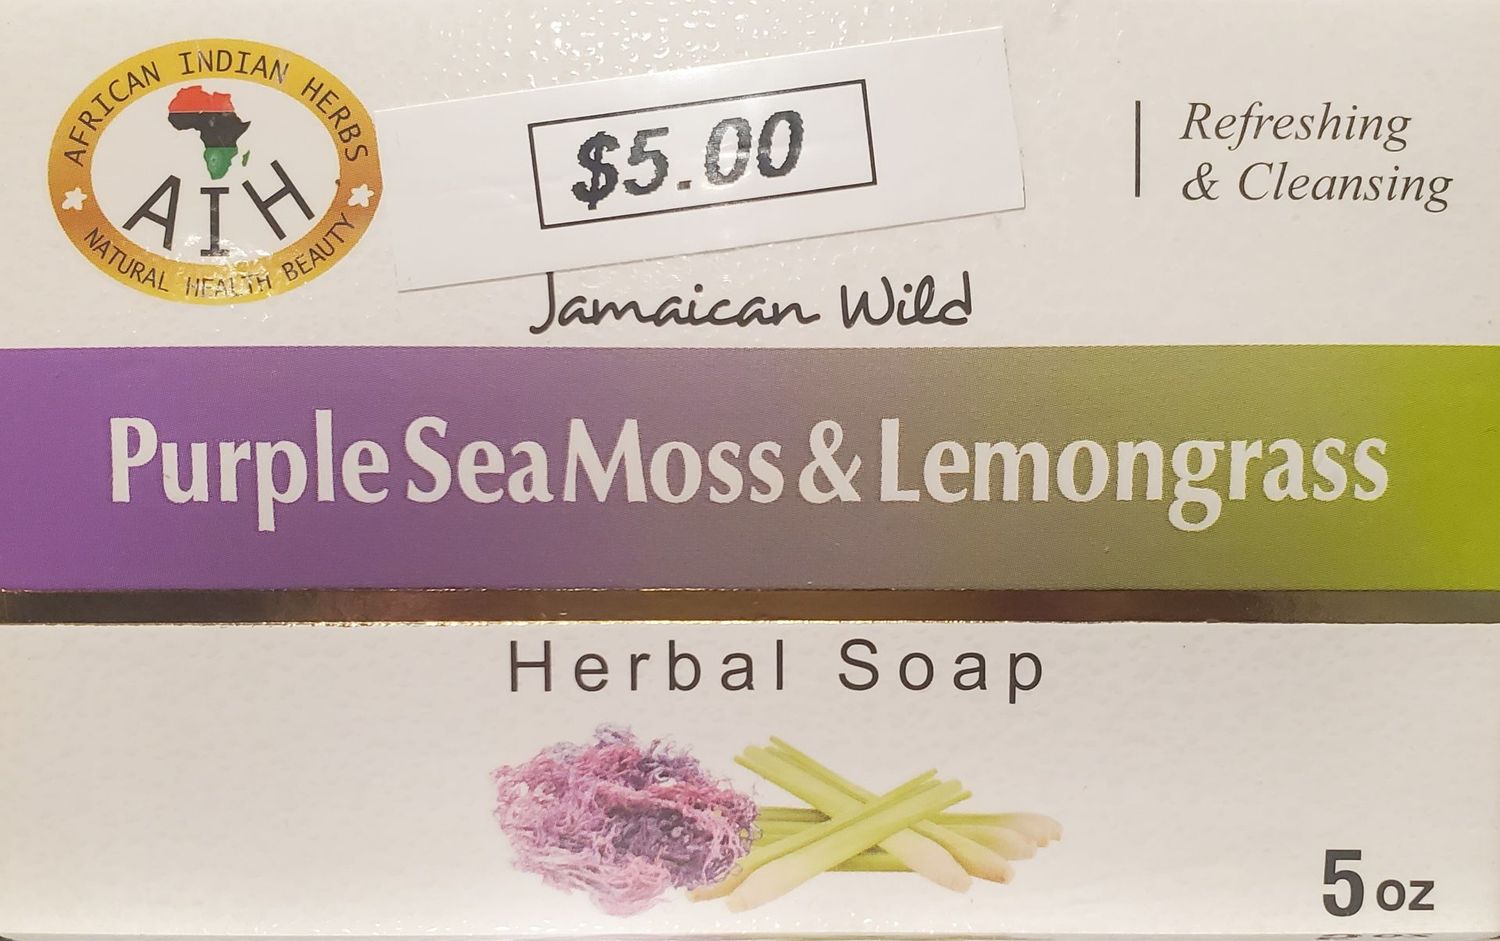 AFRICAN INDIAN HERBS
AIH
NATURAL HEALTH BEAUTY
$5.00
Refreshing
& Cleansing
Jamaican Wild
Purple Sea Moss & Lemongrass
Herbal Soap
5 oz